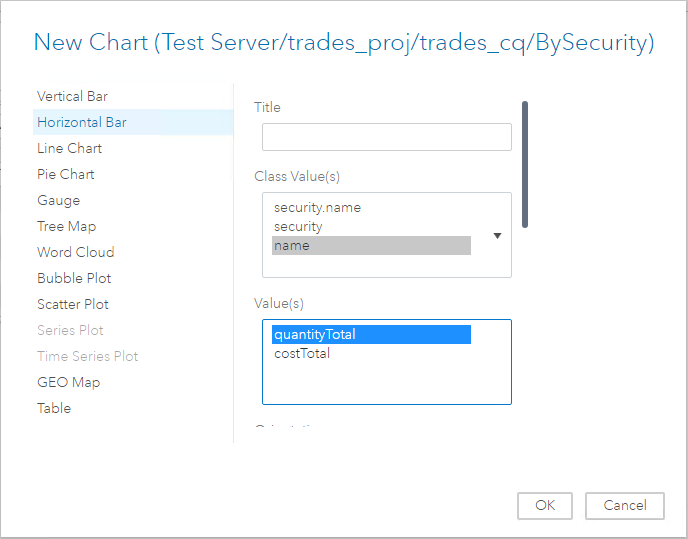 New Chart (Test Server/trades_proj/trades_cq/BySecurity)
Vertical Bar
Horizontal Bar
Line Chart
Pie Chart
Gauge
Tree Map
Word Cloud
Bubble Plot
Scatter Plot
Series Plot
Time Series Plot
GEO Map
Table
Title
Class Value(s)
security.name
security
name
Value(s)
quantityTotal
costTotal
OK
Cancel